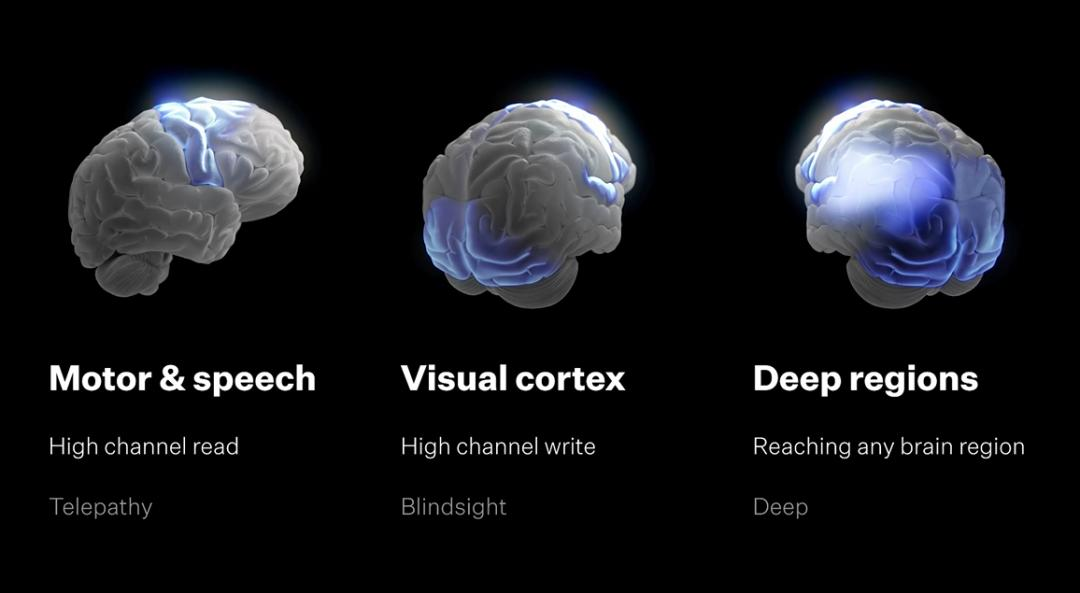 Motor & speech
High channel read
Telepathy
Visual cortex
High channel write
Blindsight
Deep regions
Reaching any brain region
Deep